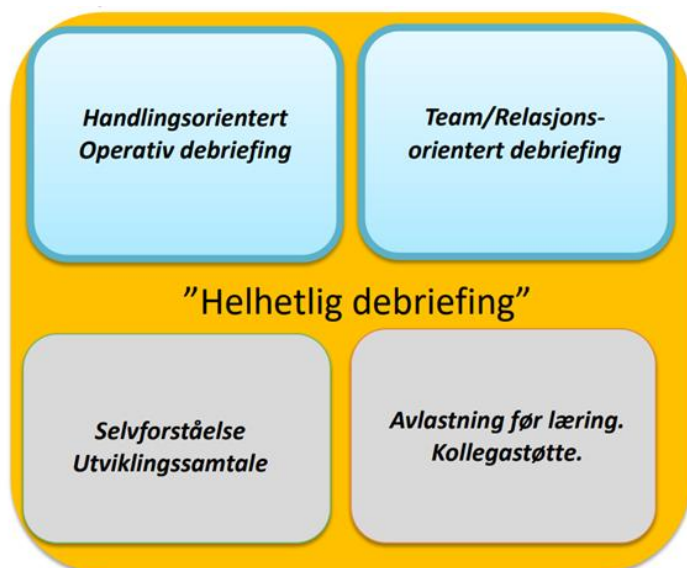 Handlingsorientert
Operativ debriefing
Team/Relasjons-
orientert debriefing
”Helhetlig debriefing”
Selvforståelse
Utviklingssamtale
Avlastning før læring.
Kollegastøtte.